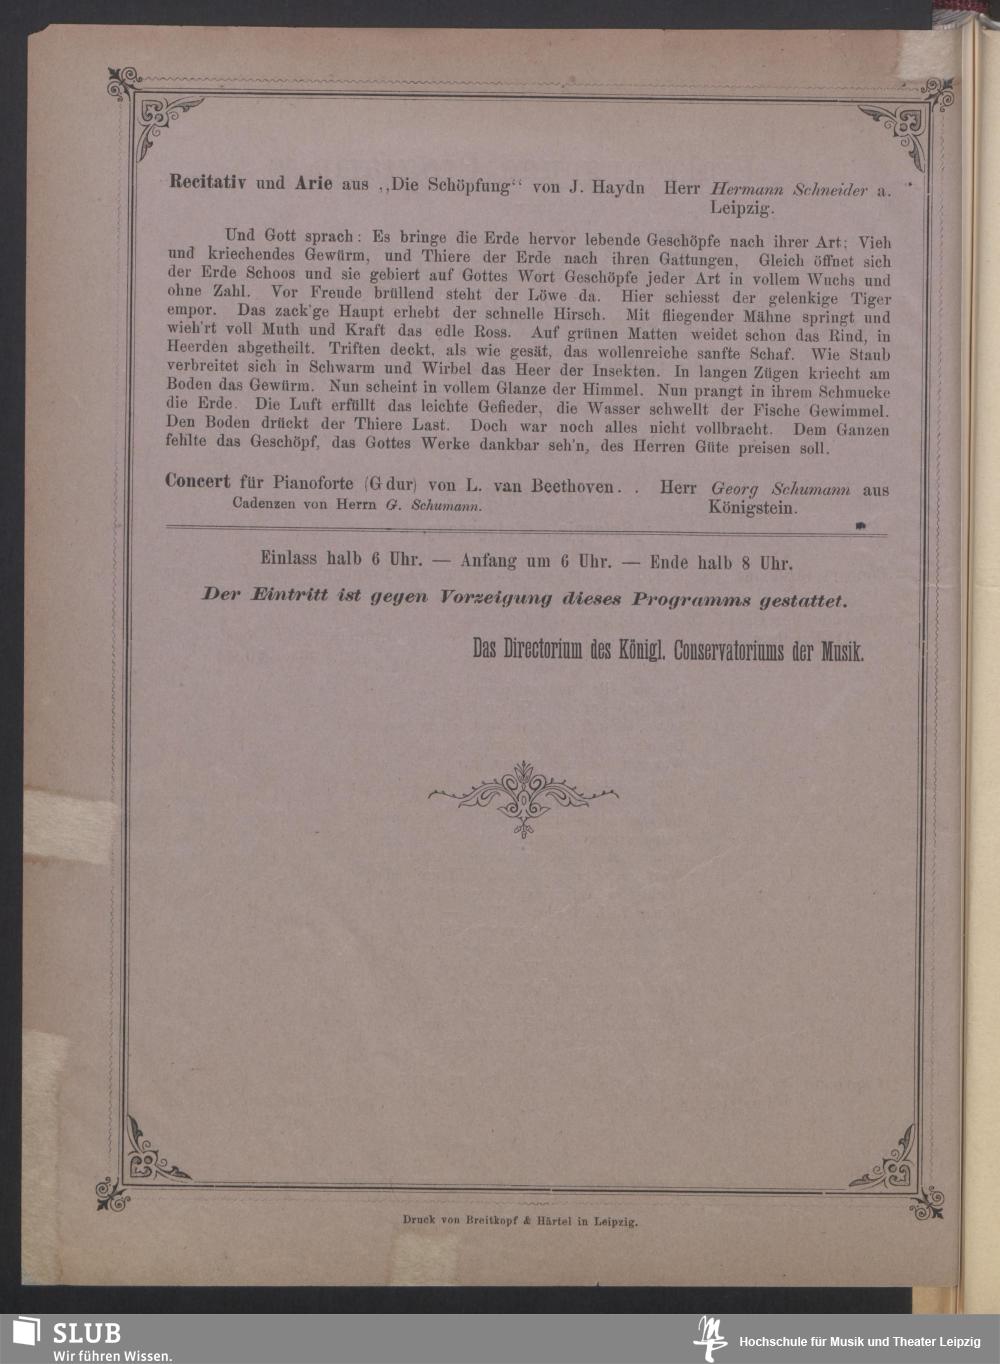 Recitativ und Arie aus ,,Die Schöpfung“ von J. Haydn Herr Hermann Schneider a.
Leipzig.
Und Gott sprach: Es bringe die Erde hervor lebende Geschöpfe nach ihrer Art; Vieh
und kriechendes Gewürm, und Thiere der Erde nach ihren Gattungen, Gleich öffnet sich
der Erde Schoos und sie gebiert auf Gottes Wort Geschöpfe jeder Art in vollem Wuchs und
ohne Zahl. Vor Freude brüllend steht der Löwe da. Hier schiesst der gelenkige Tiger
empor. Das zack'ge Haupt erhebt der schnelle Hirsch. Mit fliegender Mähne springt und
wieh'rt voll Muth und Kraft das edle Ross. Auf grünen Matten weidet schon das Rind, in
Heerden abgetheilt. Triften deckt, als wie gesät, das wollenreiche sanfte Schaf. Wie Staub
verbreitet sich in Schwarm und Wirbel das Heer der Insekten. In langen Zügen kriecht am
Boden das Gewürm. Nun scheint in vollem Glanze der Himmel. Nun prangt in ihrem Schmucke
die Erde. Die Luft erfüllt das leichte Gefieder, die Wasser schwellt der Fische Gewimmel.
Den Boden drückt der Thiere Last. Doch war noch alles nicht vollbracht. Dem Ganzen
fehlte das Geschöpf, das Gottes Werke dankbar seh'n, des Herren Güte preisen soll.
Concert für Pianoforte (G dur) von L. van Beethoven. . Herr Georg Schumann aus
Cadenzen von Herrn G. Schumann. Königstein.
Einlass halb 6 Uhr. — Anfang um 6 Uhr. — Ende halb 8 Uhr.
Der Eintritt ist gegen Vorzeigung dieses Programms gestattet.
Das Directorium des Königl. Conservatoriums der Musik.
Druck von Breitkopf & Härtel in Leipzig.
SLUB
Wir führen Wissen.
Hochschule für Musik und Theater Leipzig